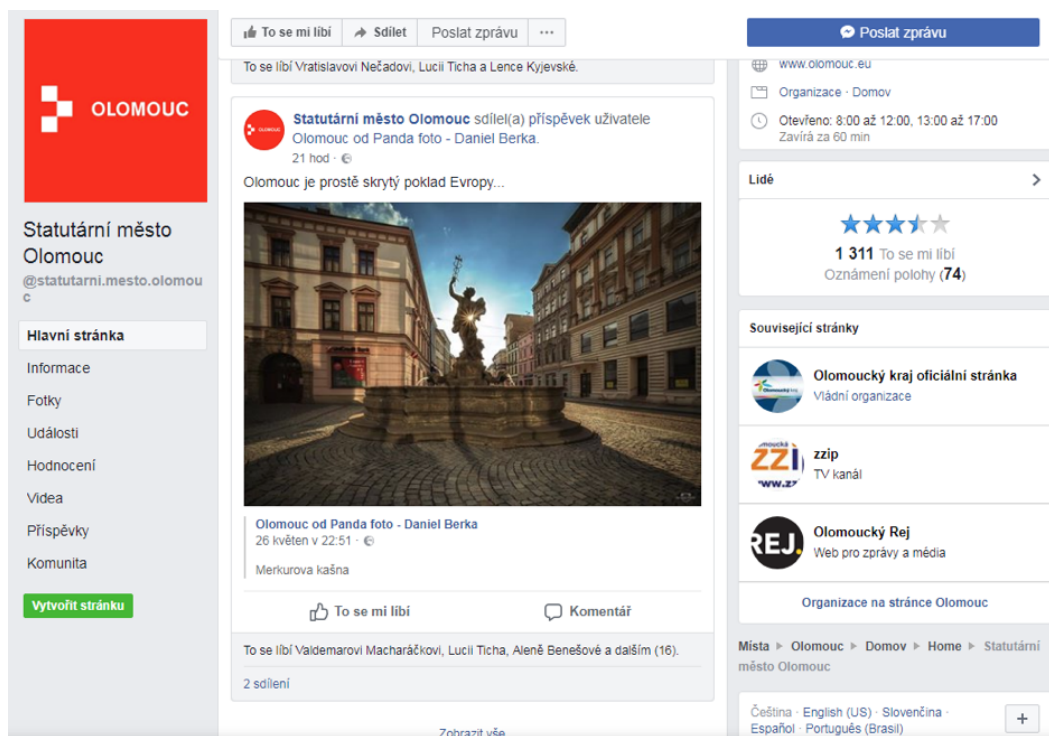 OLOMOUC
Statutární město
Olomouc
@statutarni.mesto.olomou
c
Hlavní stránka
Informace
Fotky
Události
Hodnocení
Videa
Příspěvky
Komunita
Vytvořit stránku
To se mi líbí
Sdílet
Poslat zprávu
To se líbí Vratislavovi Nečadovi, Lucii Ticha a Lence Kyjevské.
Statutární město Olomouc sdílel(a) příspěvek uživatele
Olomouc od Panda foto - Daniel Berka.
21 hod ·
Olomouc je prostě skrytý poklad Evropy...
Olomouc od Panda foto - Daniel Berka
26 květen v 22:51 ·
Merkurova kašna
To se mi líbí
Komentář
To se líbí Valdemarovi Macharáčkovi, Lucii Ticha, Aleně Benešové a dalším (16).
2 sdílení
Zobrazit vše
Poslat zprávu
www.olomouc.eu
Organizace · Domov
Otevřeno: 8:00 až 12:00, 13:00 až 17:00
Zavírá za 60 min
Lidé
1 311 To se mi líbí
Oznámení polohy (74)
Související stránky
Olomoucký kraj oficiální stránka
Vládní organizace
zzip
TV kanál
REJ.
Olomoucký Rej
Web pro zprávy a média
Organizace na stránce Olomouc
Místa Olomouc Domov Home Statutární
město Olomouc
Čeština · English (US) · Slovenčina ·
Español · Português (Brasil)